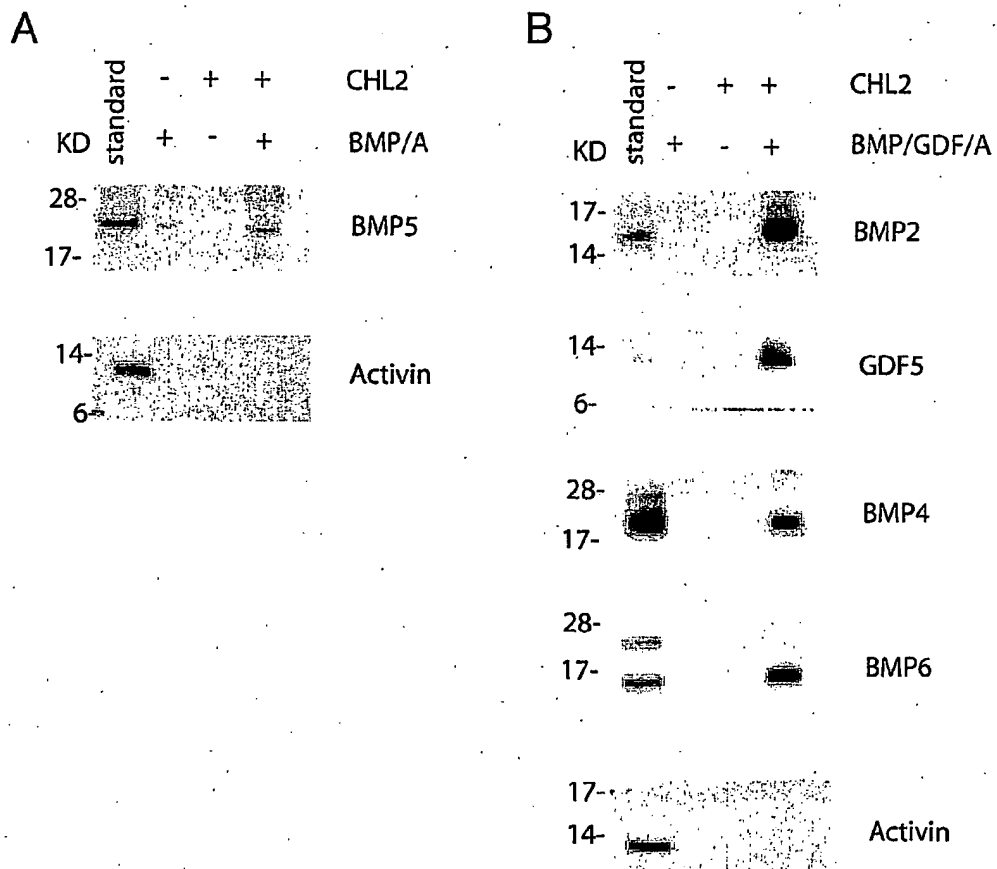 A
standard
- + + CHL2
KD + - + BMP/A
28-
BMP5
17-
14-
Activin
6-
B
standard
- + + CHL2
KD + - + BMP/GDF/A
17-
BMP2
14-
14-
GDF5
6-
28-
BMP4
17-
28-
17-
BMP6
17-
14-
Activin